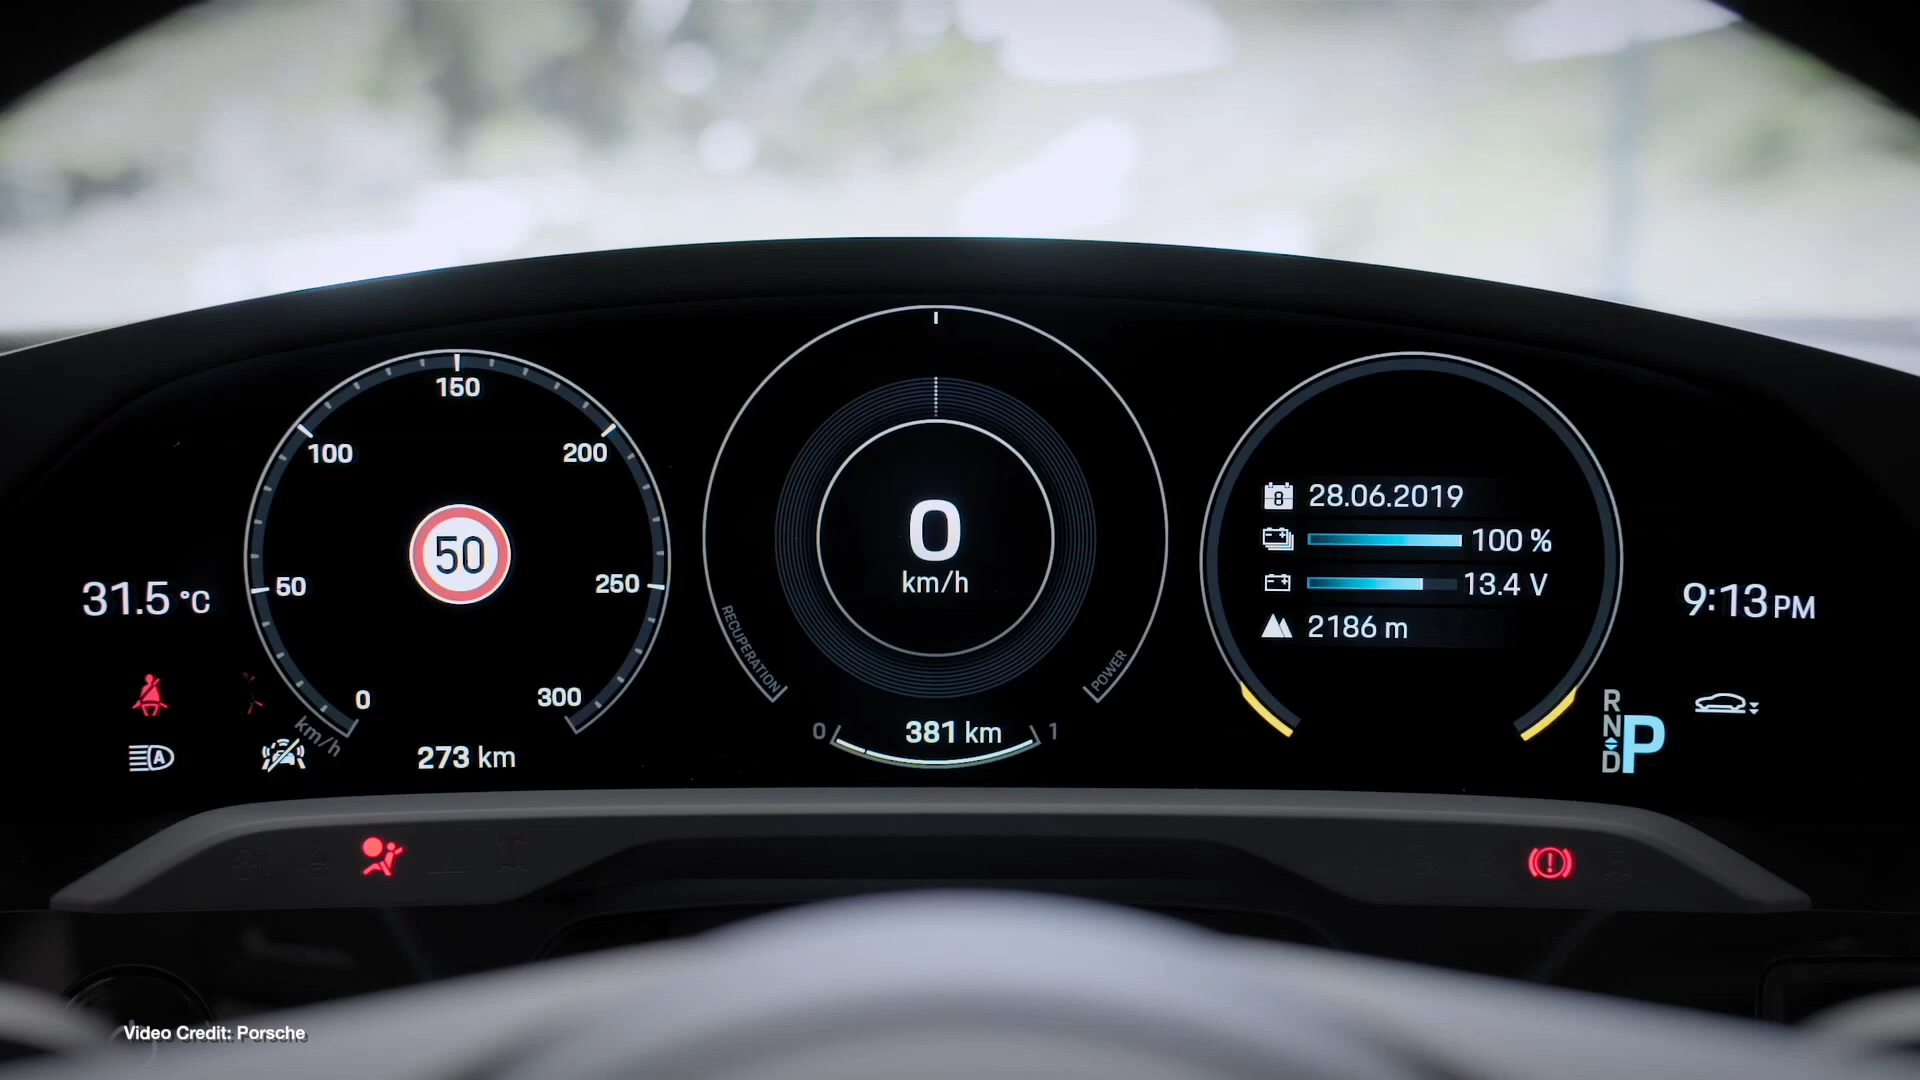 150
100
200
50
50
250
0
300
km/h
273 km
31.5 °C
A
0
km/h
RECUPERATION
POWER
0
381 km
1
8
28.06.2019
100 %
13.4 V
2186 m
9:13 PM
R
N
D
P
!
Video Credit: Porsche